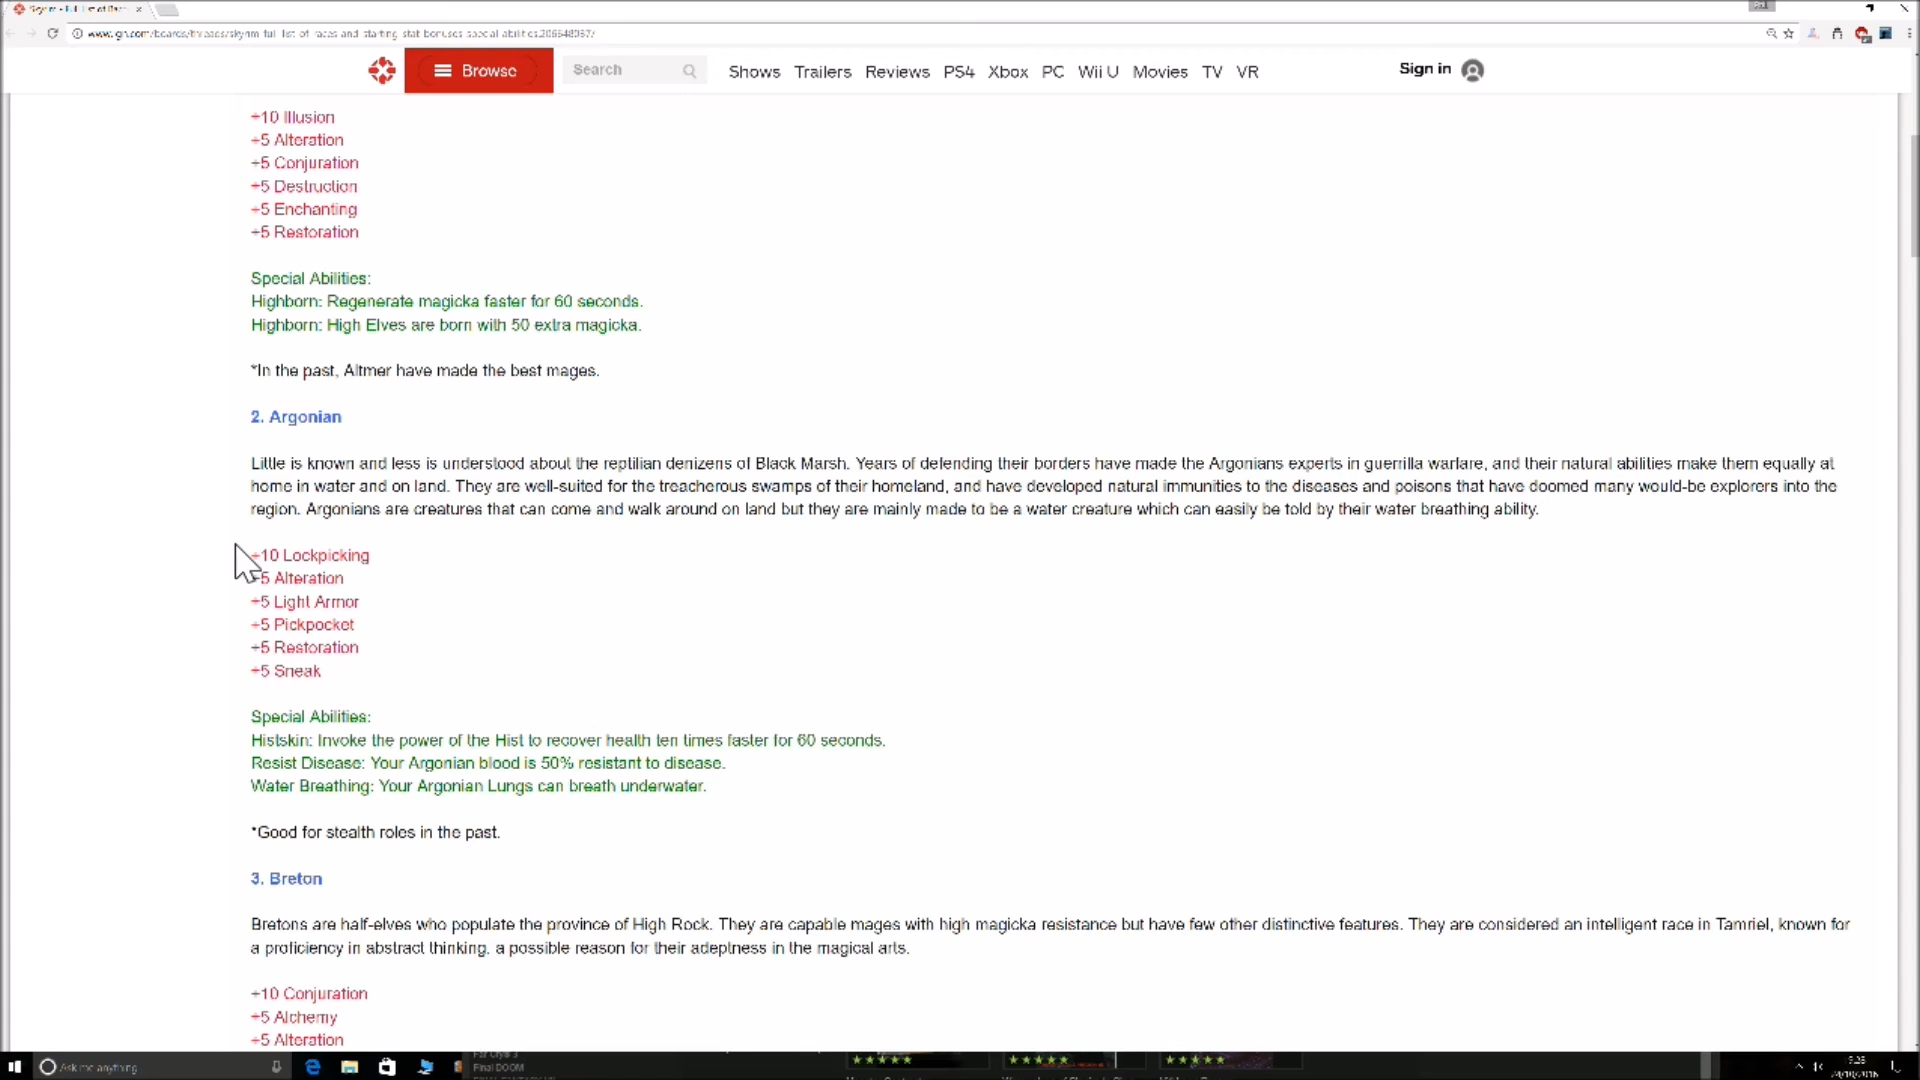 Browse
Search
Shows Trailers Reviews PS4 Xbox PC Wii U Movies TV VR
Sign in
+10 Illusion
+5 Alteration
+5 Conjuration
+5 Destruction
+5 Enchanting
+5 Restoration
Special Abilities:
Highborn: Regenerate magicka faster for 60 seconds.
Highborn: High Elves are born with 50 extra magicka.
*In the past, Altmer have made the best mages.
2. Argonian
Little is known and less is understood about the reptilian denizens of Black Marsh. Years of defending their borders have made the Argonians experts in guerrilla warfare, and their natural abilities make them equally at
home in water and on land. They are well-suited for the treacherous swamps of their homeland, and have developed natural immunities to the diseases and poisons that have doomed many would-be explorers into the
region. Argonians are creatures that can come and walk around on land but they are mainly made to be a water creature which can easily be told by their water breathing ability.
+10 Lockpicking
+5 Alteration
+5 Light Armor
+5 Pickpocket
+5 Restoration
+5 Sneak
Special Abilities:
Histskin: Invoke the power of the Hist to recover health ten times faster for 60 seconds.
Resist Disease: Your Argonian blood is 50% resistant to disease.
Water Breathing: Your Argonian Lungs can breath underwater.
*Good for stealth roles in the past.
3. Breton
Bretons are half-elves who populate the province of High Rock. They are capable mages with high magicka resistance but have few other distinctive features. They are considered an intelligent race in Tamriel, known for
a proficiency in abstract thinking, a possible reason for their adeptness in the magical arts.
+10 Conjuration
+5 Alchemy
+5 Alteration
Ask me anything
Far Cry® 3
Final DOOM